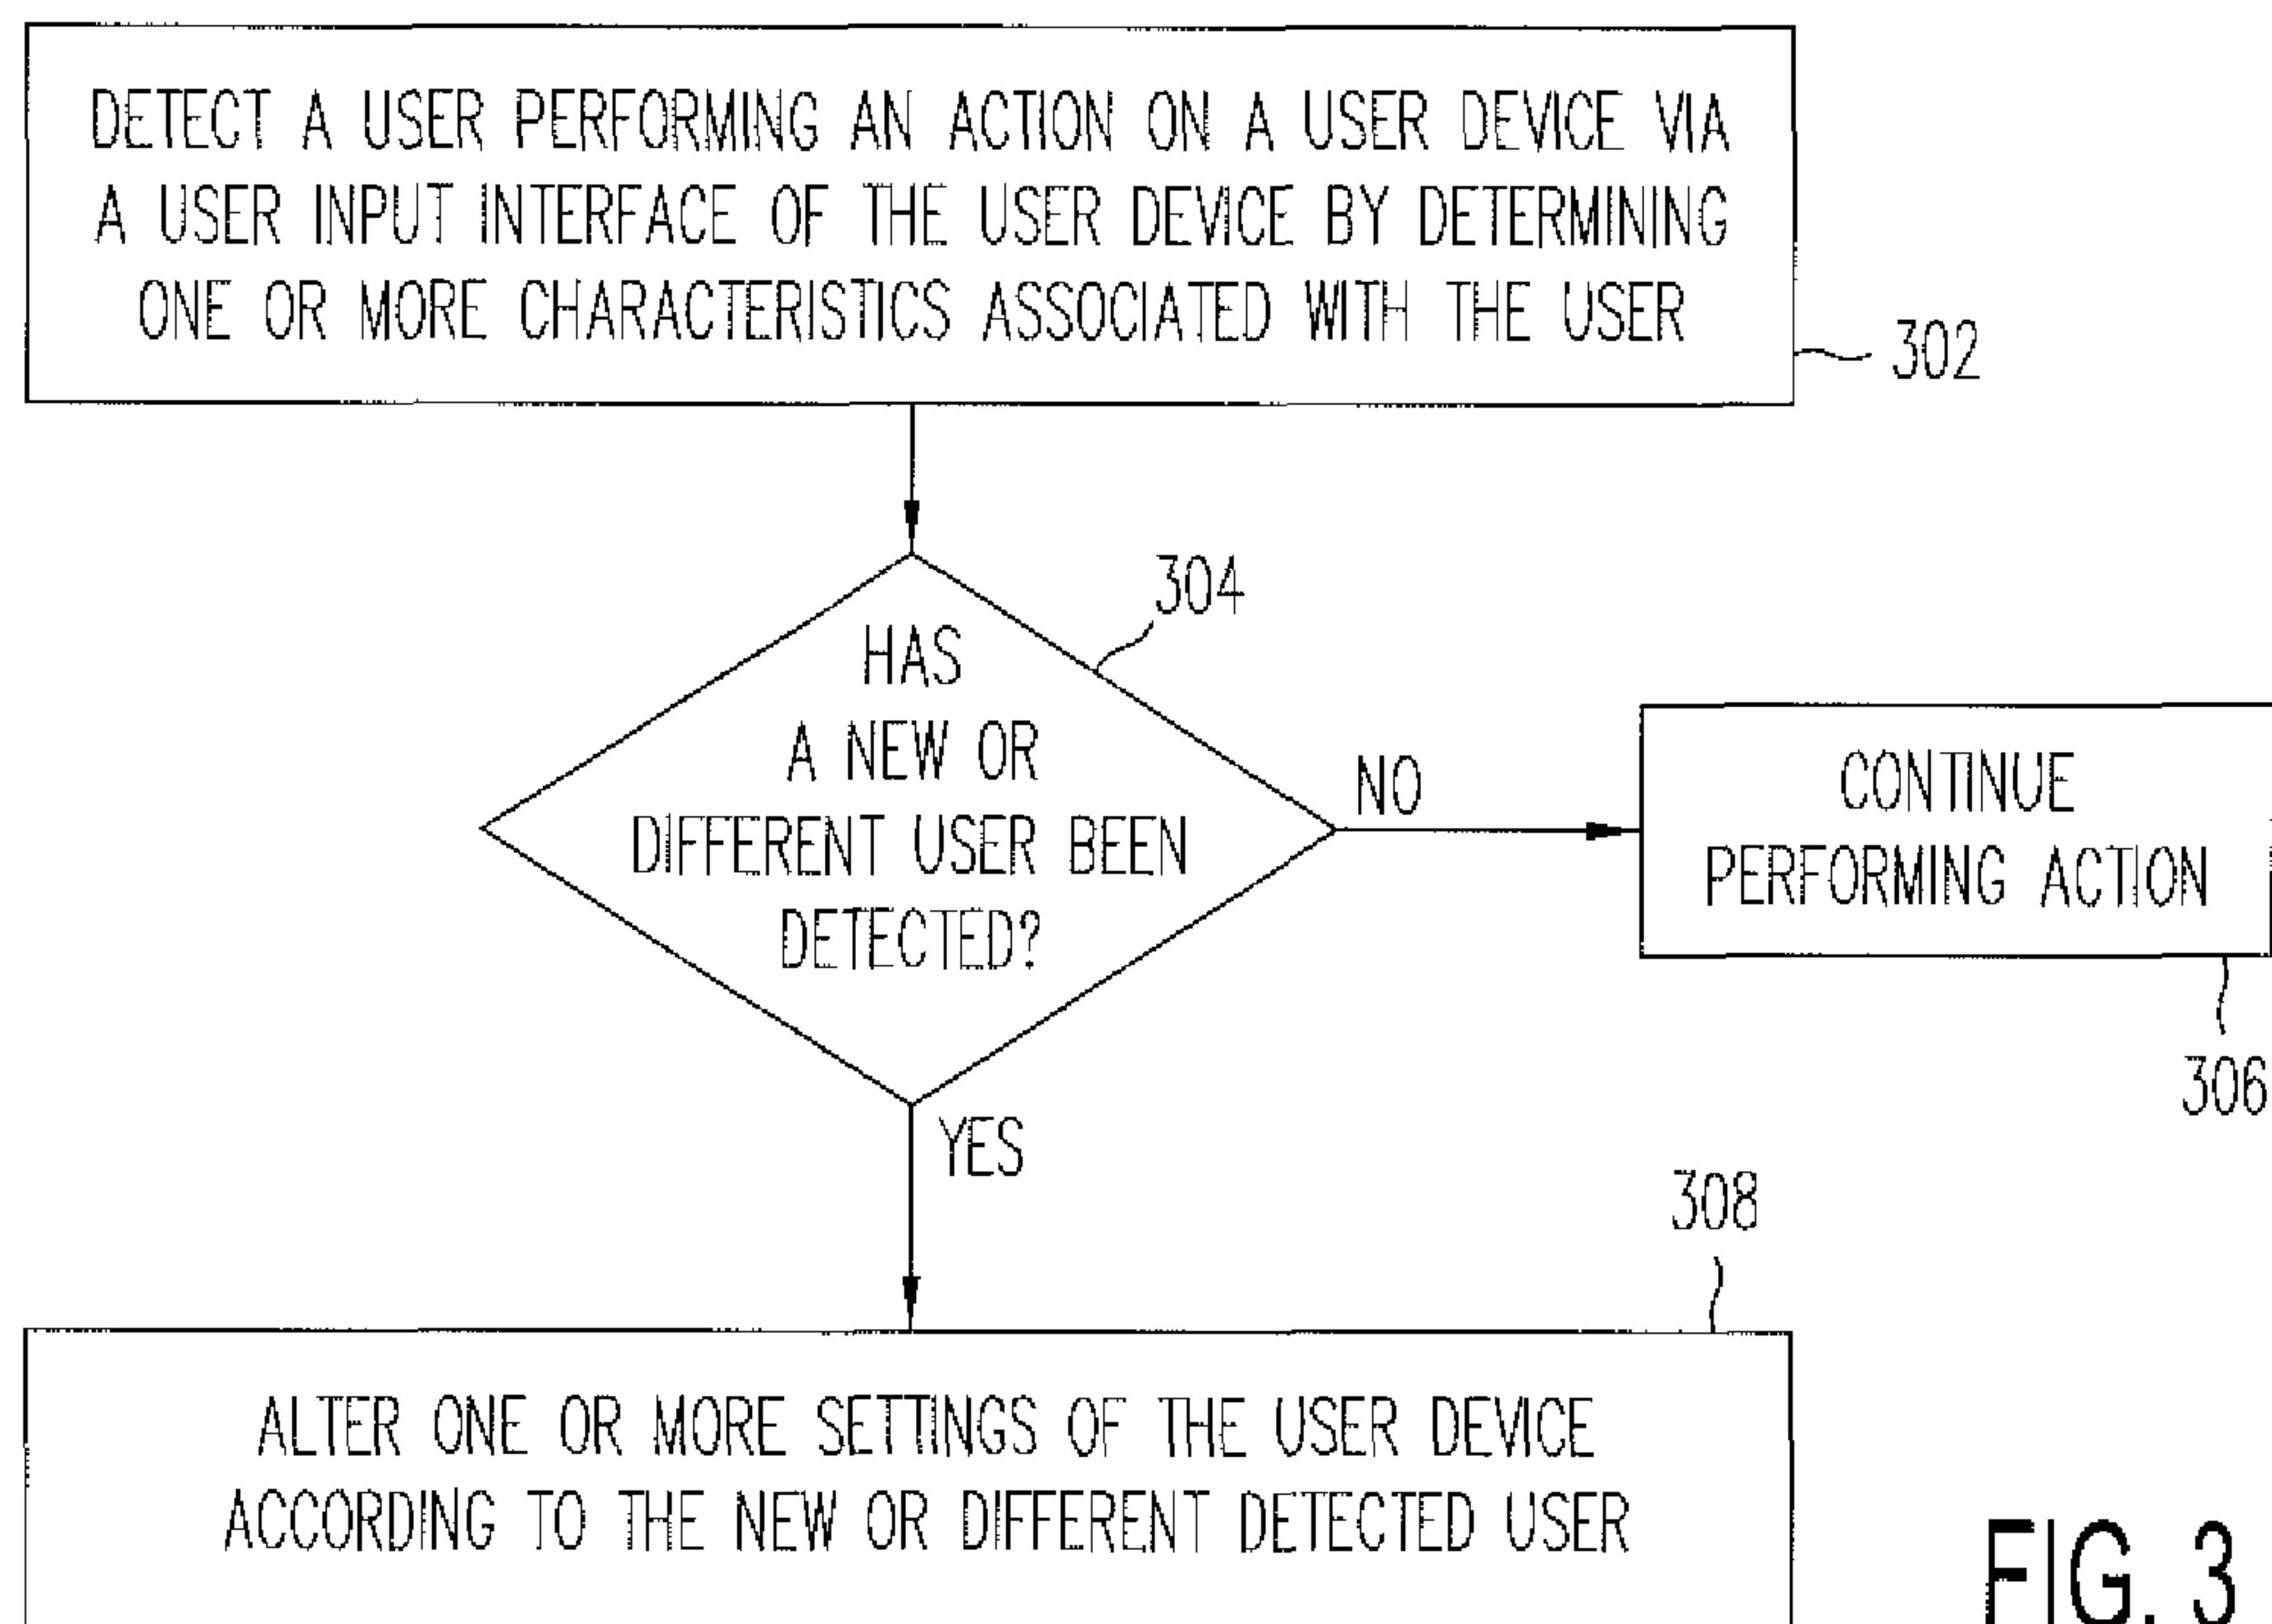 DETECT A USER PERFORMING AN ACTION ON A USER DEVICE VIA
A USER INPUT INTERFACE OF THE USER DEVICE BY DETERMINING
ONE OR MORE CHARACTERISTICS ASSOCIATED WITH THE USER
302
304
HAS
A NEW OR
DIFFERENT USER BEEN
DETECTED?
NO
CONTINUE
PERFORMING ACTION
306
YES
308
ALTER ONE OR MORE SETTINGS OF THE USER DEVICE
ACCORDING TO THE NEW OR DIFFERENT DETECTED USER
FIG. 3